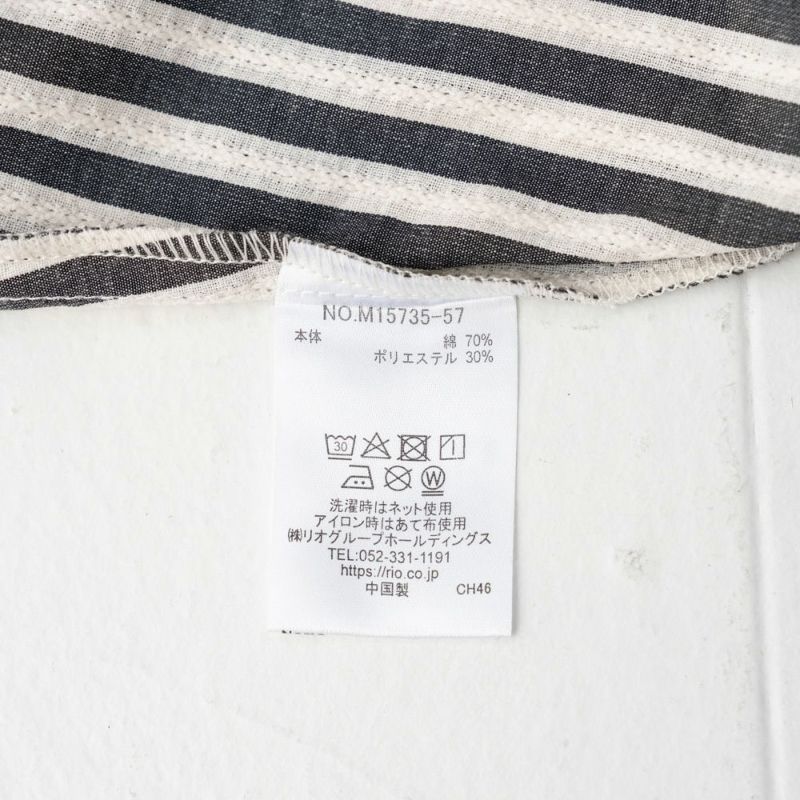 NO.M15735-57
本体 綿 70%
ポリエステル 30%
30
W
洗濯時はネット使用
アイロン時はあて布使用
㈱リオグループホールディングス
TEL:052-331-1191
https://rio.co.jp
中国製 CH46